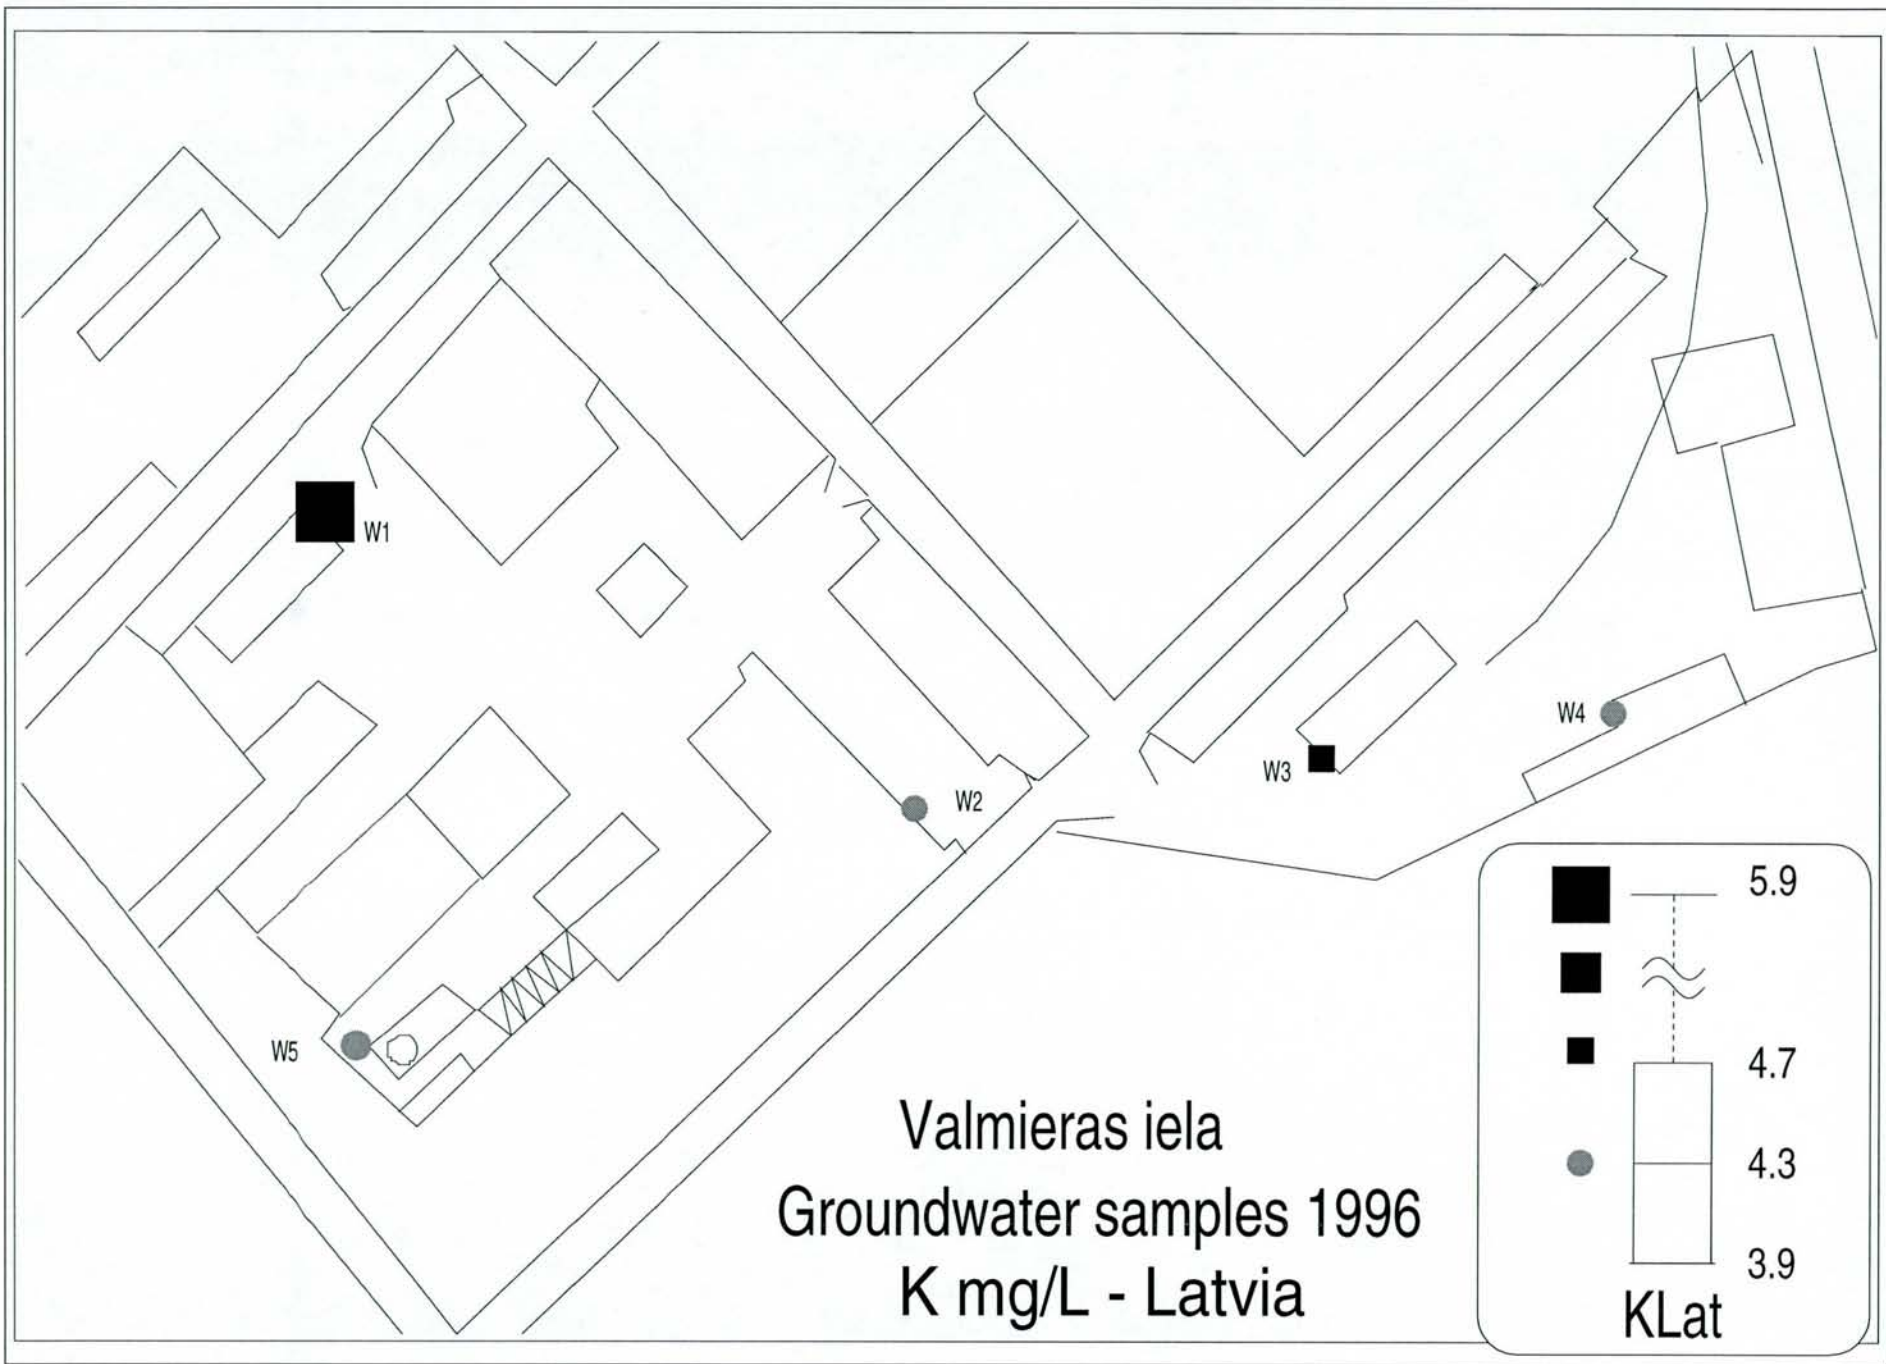 W1
W2
W3
W4
W5
Valmieras iela
Groundwater samples 1996
K mg/L - Latvia
5.9
4.7
4.3
3.9
KLat